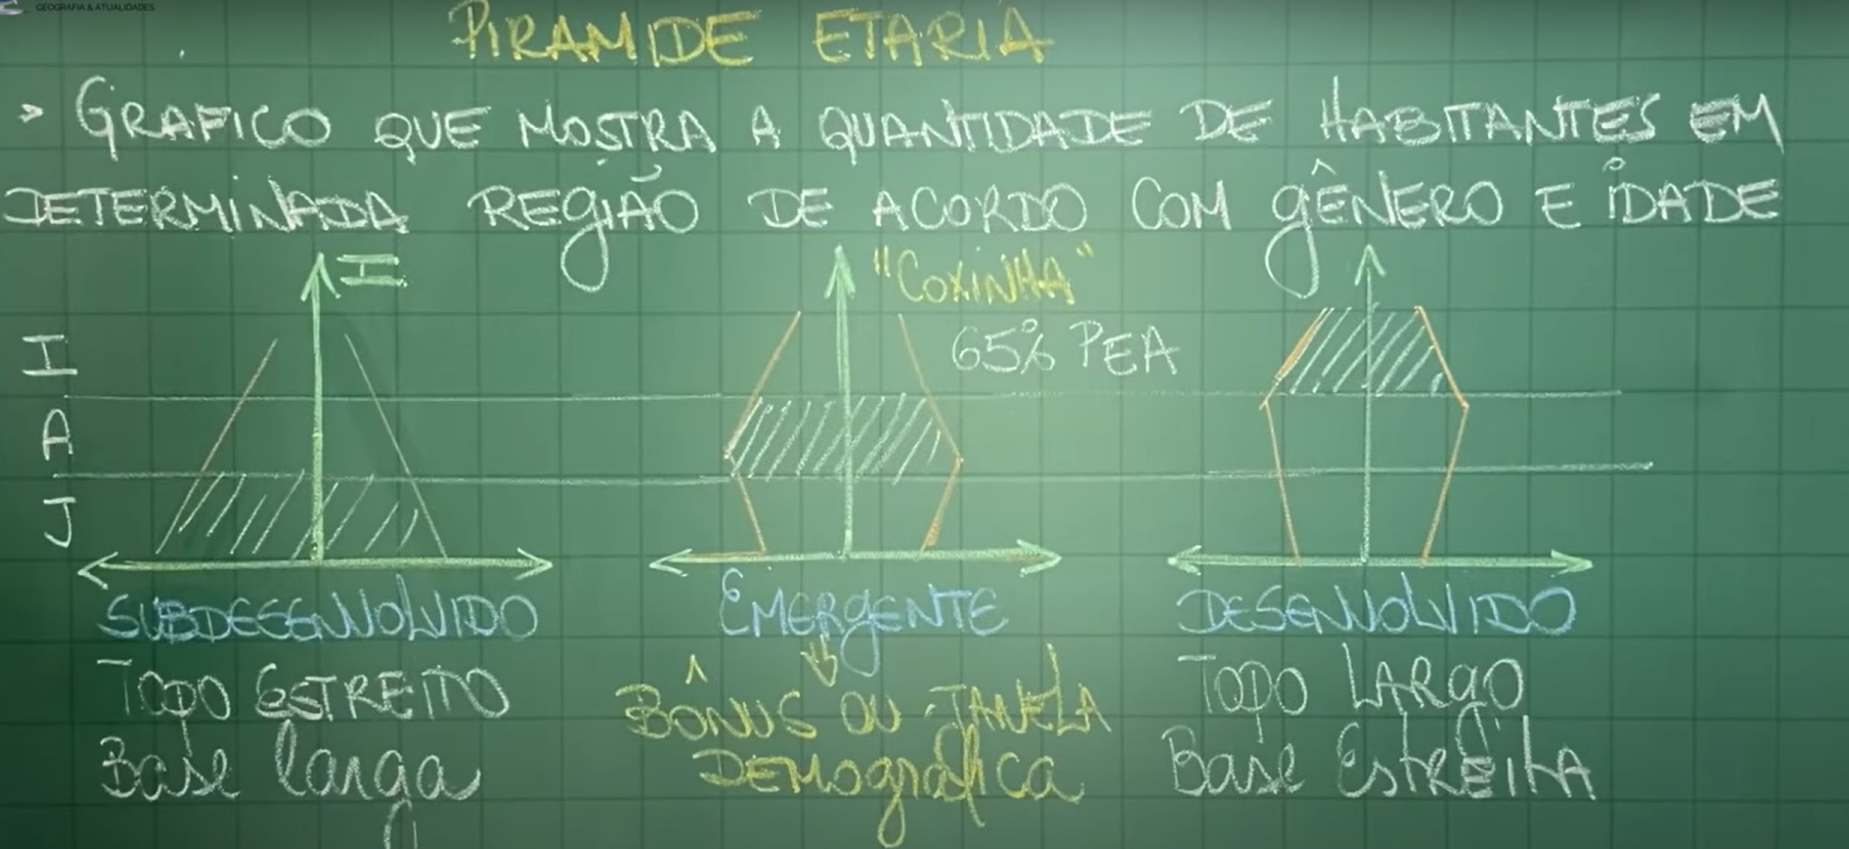 GEOGRAFIA & ATUALIDADES
PIRAMIDE ETARIA
> GRAFICO QUE MOSTRA A QUANTIDADE DE HABITANTES EM
DETERMINADA REGIÃO DE ACORDO COM GÊNERO E IDADE
I
"COXINHA"
65% PEA
I
A
J
SUBDESENVOLVIDO
EMERGENTE
DESENVOLVIDO
TOPO ESTREITO
BÔNUS OU JANELA
TOPO LARGO
Base larga
DEMOgráfica
Base EstREitA